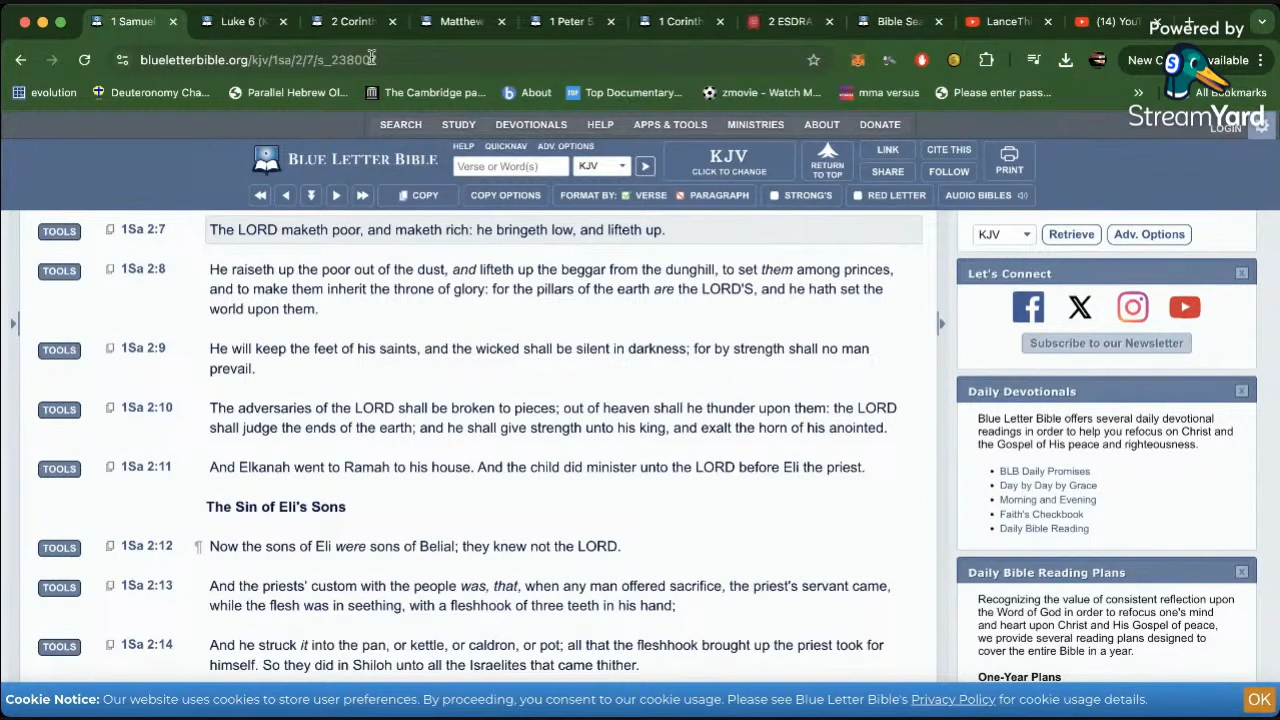 1 Samuel
Luke 6 (K
2 Corinth
Matthew
1 Peter 5
1 Corinth
2 ESDRA
Bible Sea
LanceThi
(14) You
Powered by
blueletterbible.org/kjv/1sa/2/7/s_23800
New C
vailable
evolution
Deuteronomy Cha...
Parallel Hebrew Ol...
The Cambridge pa...
About
Top Documentary...
zmovie - Watch M...
mma versus
Please enter pass...
»
All Bookmarks
StreamYard
SEARCH
STUDY
DEVOTIONALS
HELP
APPS & TOOLS
MINISTRIES
ABOUT
DONATE
LOGIN
BLUE LETTER BIBLE
HELP
QUICKNAV
ADV. OPTIONS
Verse or Word(s)
KJV
KJV
CLICK TO CHANGE
RETURN
TO TOP
LINK
CITE THIS
SHARE
FOLLOW
PRINT
COPY
COPY OPTIONS
FORMAT BY:
VERSE
PARAGRAPH
STRONG'S
RED LETTER
AUDIO BIBLES
TOOLS 1Sa 2:7 The LORD maketh poor, and maketh rich: he bringeth low, and lifteth up.
TOOLS 1Sa 2:8 He raiseth up the poor out of the dust, and lifteth up the beggar from the dunghill, to set them among princes,
and to make them inherit the throne of glory: for the pillars of the earth are the LORD'S, and he hath set the
world upon them.
TOOLS 1Sa 2:9 He will keep the feet of his saints, and the wicked shall be silent in darkness; for by strength shall no man
prevail.
TOOLS 1Sa 2:10 The adversaries of the LORD shall be broken to pieces; out of heaven shall he thunder upon them: the LORD
shall judge the ends of the earth; and he shall give strength unto his king, and exalt the horn of his anointed.
TOOLS 1Sa 2:11 And Elkanah went to Ramah to his house. And the child did minister unto the LORD before Eli the priest.
The Sin of Eli's Sons
TOOLS 1Sa 2:12 ¶ Now the sons of Eli were sons of Belial; they knew not the LORD.
TOOLS 1Sa 2:13 And the priests' custom with the people was, that, when any man offered sacrifice, the priest's servant came,
while the flesh was in seething, with a fleshhook of three teeth in his hand;
TOOLS 1Sa 2:14 And he struck it into the pan, or kettle, or caldron, or pot; all that the fleshhook brought up the priest took for
himself. So they did in Shiloh unto all the Israelites that came thither.
KJV
Retrieve
Adv. Options
Let's Connect
Subscribe to our Newsletter
Daily Devotionals
Blue Letter Bible offers several daily devotional
readings in order to help you refocus on Christ and
the Gospel of His peace and righteousness.
• BLB Daily Promises
• Day by Day by Grace
• Morning and Evening
• Faith's Checkbook
• Daily Bible Reading
Daily Bible Reading Plans
Recognizing the value of consistent reflection upon
the Word of God in order to refocus one's mind
and heart upon Christ and His Gospel of peace,
we provide several reading plans designed to
cover the entire Bible in a year.
One-Year Plans
Cookie Notice: Our website uses cookies to store user preferences. By proceeding, you consent to our cookie usage. Please see Blue Letter Bible's Privacy Policy for cookie usage details.
OK